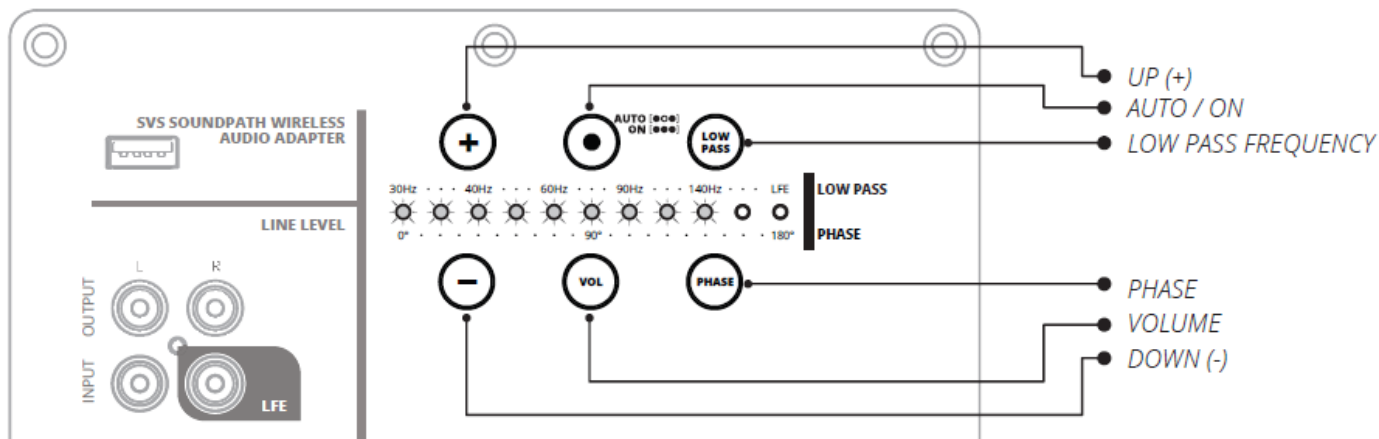 UP (+)
SVS SOUNDPATH WIRELESS
AUDIO ADAPTER
AUTO
ON
AUTO / ON
+
LOW
PASS
LOW PASS FREQUENCY
30Hz · · · 40Hz · · · 60Hz · · · 90Hz · · · 140Hz · · · LFE
LOW PASS
LINE LEVEL
0° · · · · · · · · · 90° · · · · · · · · · 180°
PHASE
L R
OUTPUT
−
VOL
PHASE
PHASE
VOLUME
DOWN (-)
INPUT
LFE